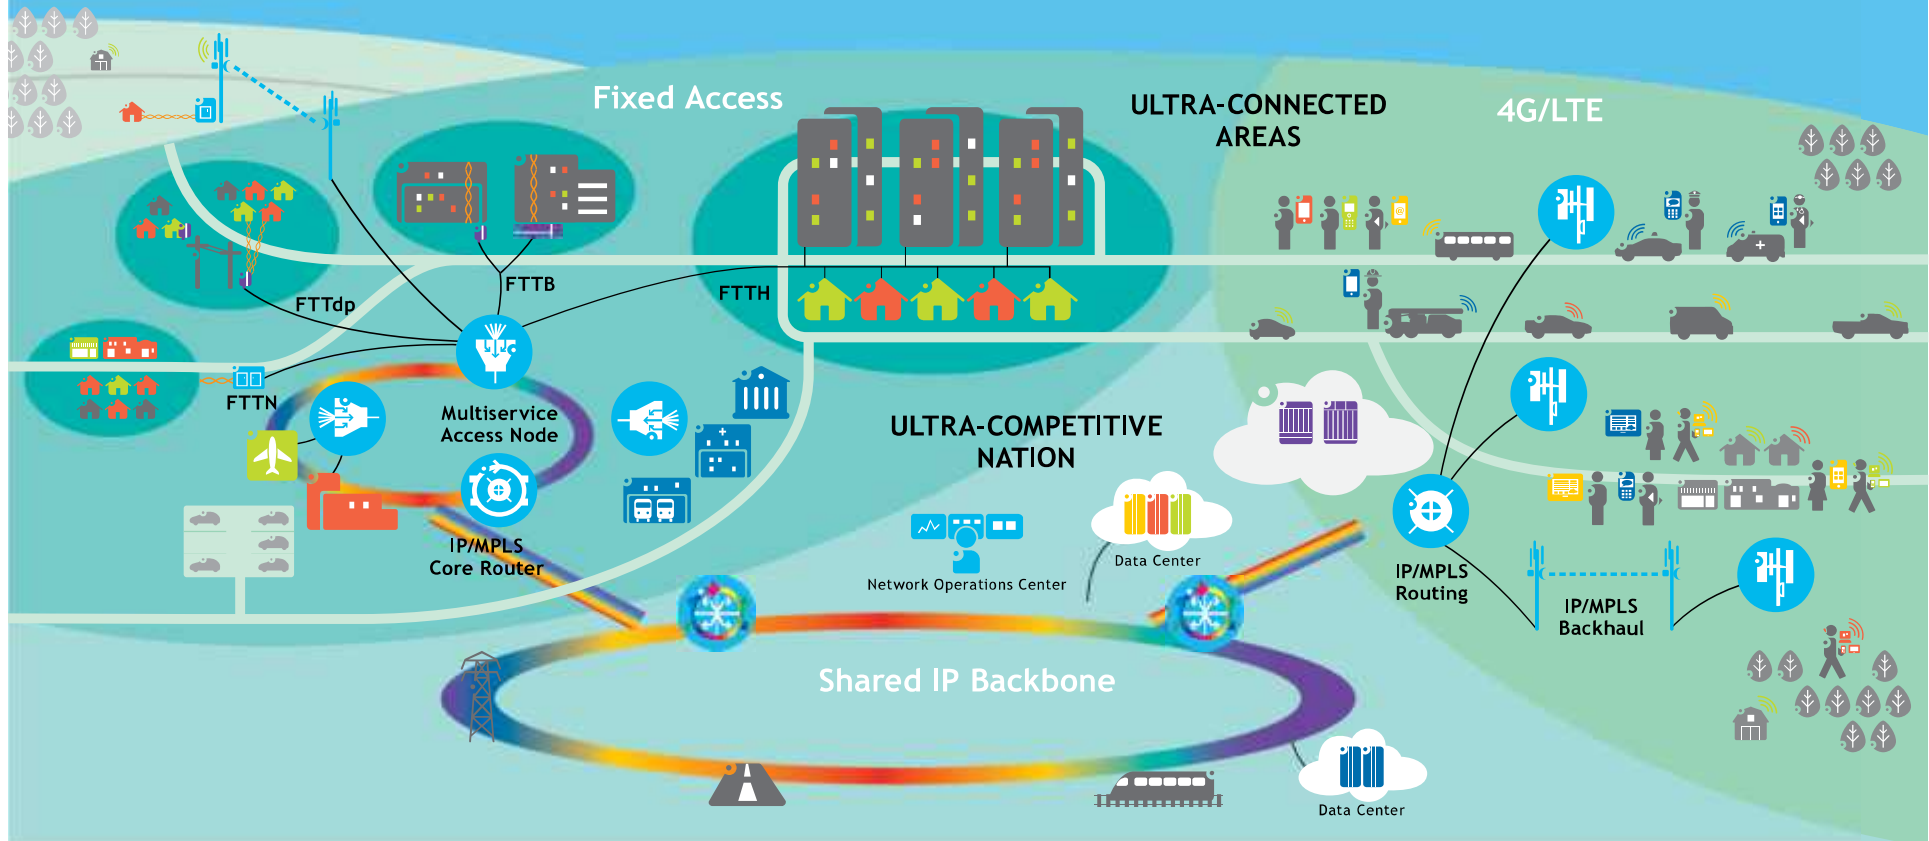 Fixed Access
ULTRA-CONNECTED
AREAS
4G/LTE
FTTB
FTTH
FTTdp
FTTN
Multiservice
Access Node
ULTRA-COMPETITIVE
NATION
IP/MPLS
Core Router
Network Operations Center
Data Center
IP/MPLS
Routing
IP/MPLS
Backhaul
Shared IP Backbone
Data Center